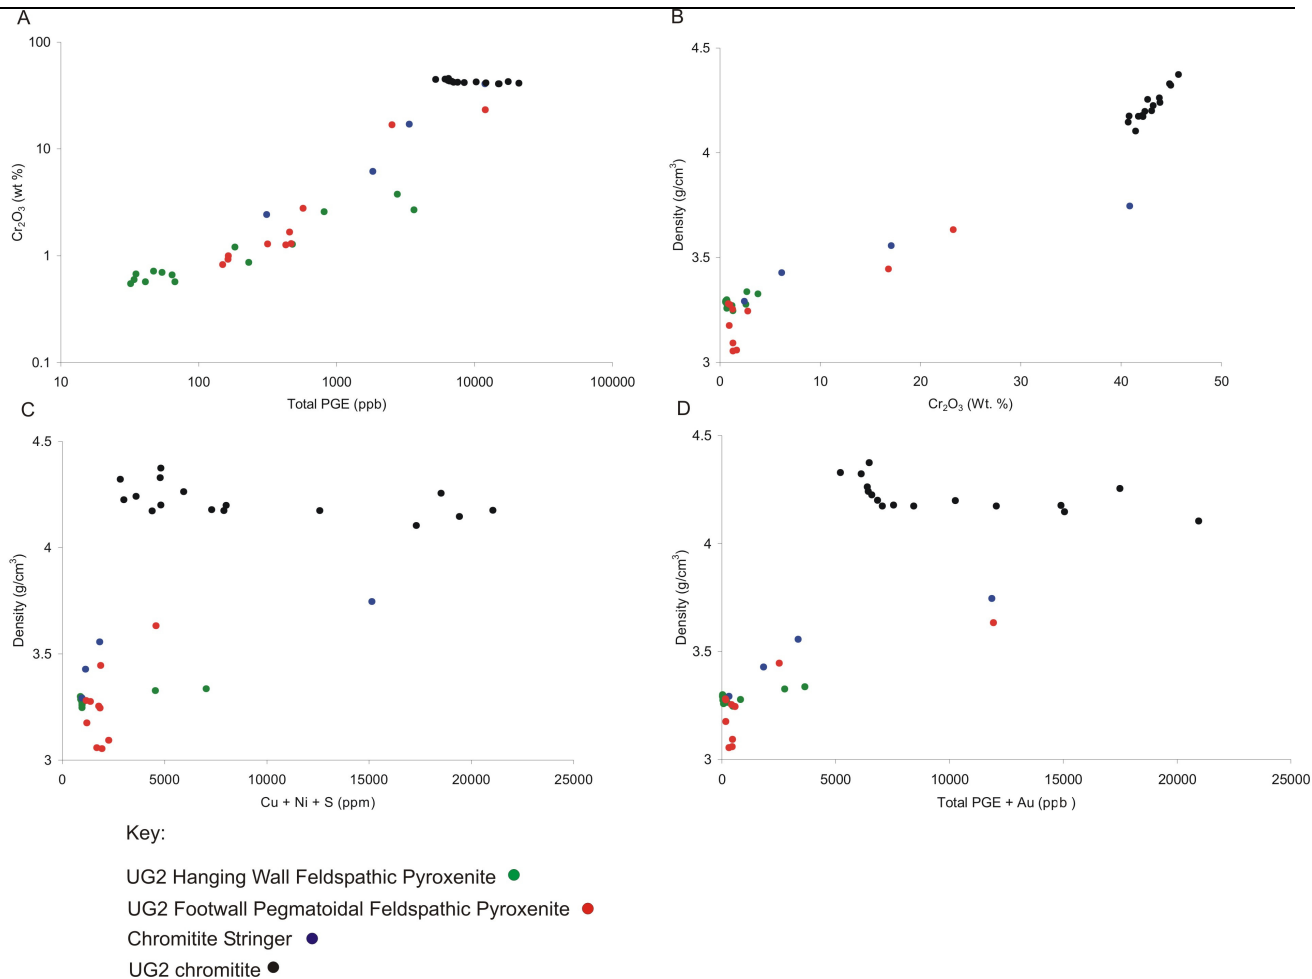 A
100
10
1
0.1
Cr2O3 (wt %)
10 100 1000 10000 100000
Total PGE (ppb)
B
4.5
4
3.5
3
Density (g/cm3)
0 10 20 30 40 50
Cr2O3 (Wt. %)
C
4.5
4
3.5
3
Density (g/cm3)
0 5000 10000 15000 20000 25000
Cu + Ni + S (ppm)
D
4.5
4
3.5
3
Density (g/cm3)
0 5000 10000 15000 20000 25000
Total PGE + Au (ppb )
Key:
UG2 Hanging Wall Feldspathic Pyroxenite
UG2 Footwall Pegmatoidal Feldspathic Pyroxenite
Chromitite Stringer
UG2 chromitite